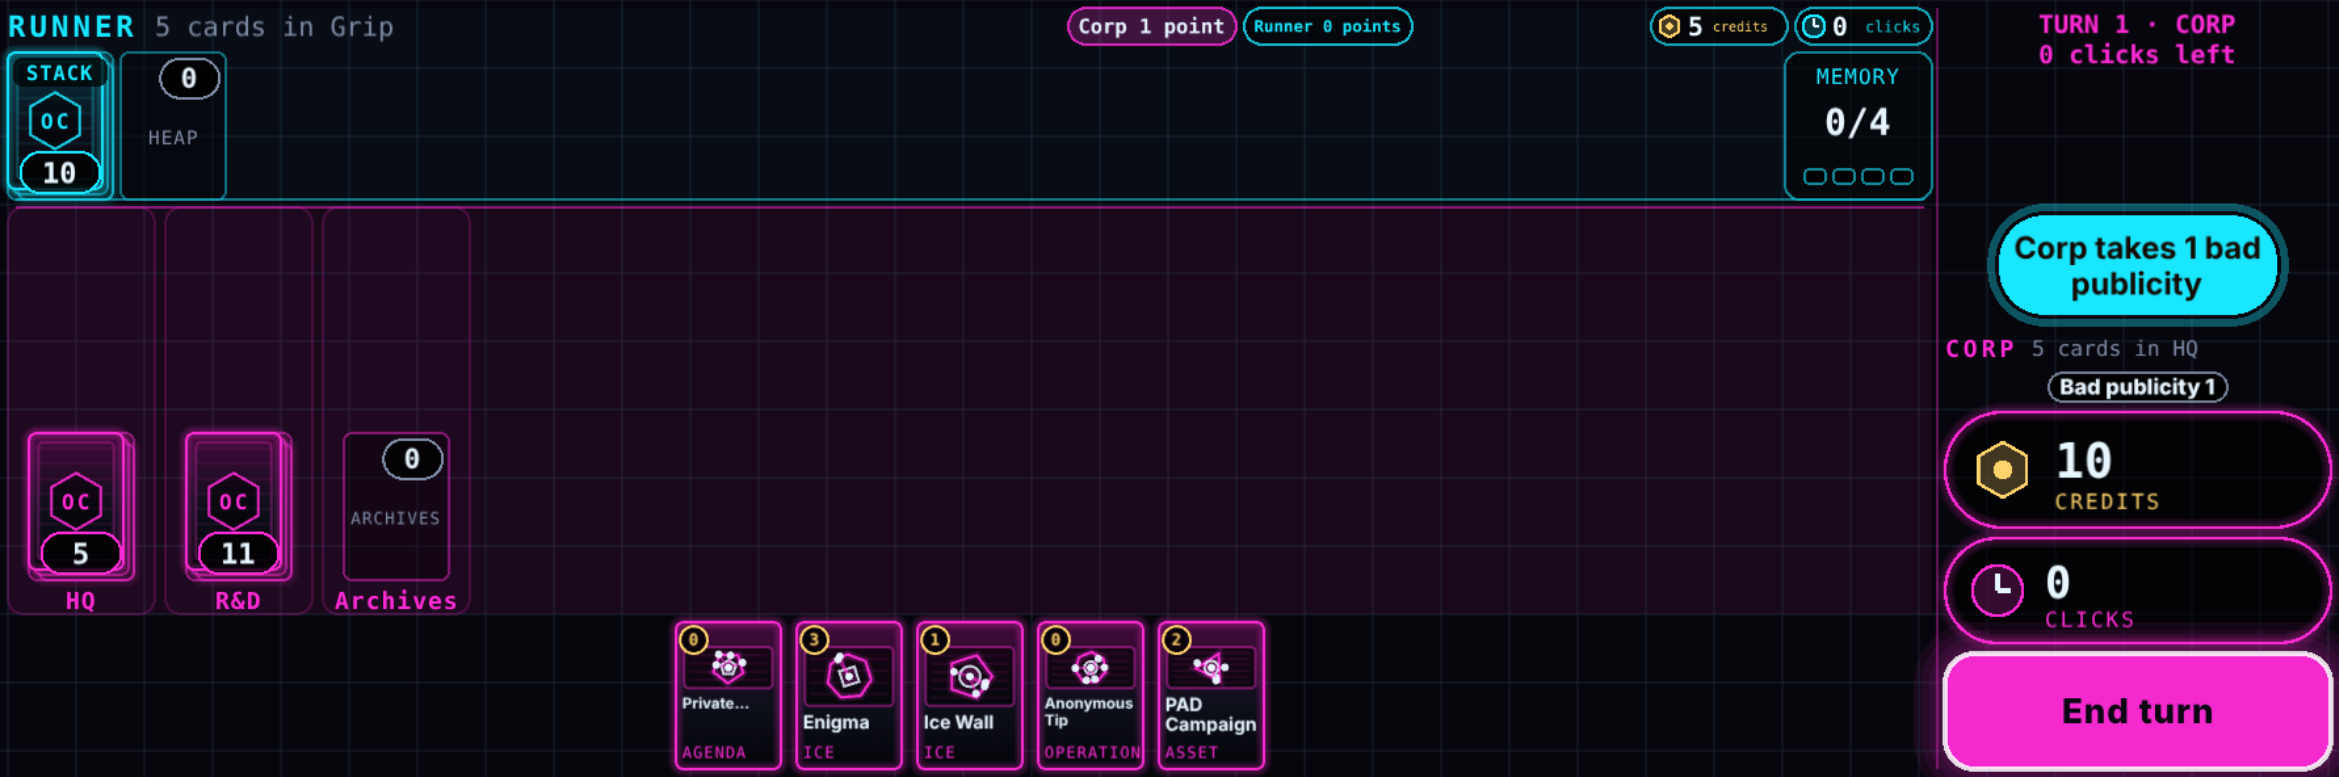 RUNNER 5 cards in Grip
Corp 1 point
Runner 0 points
5 credits
0 clicks
TURN 1 · CORP
0 clicks left
STACK
OC
10
0
HEAP
MEMORY
0/4
Corp takes 1 bad
publicity
CORP 5 cards in HQ
Bad publicity 1
10
CREDITS
0
CLICKS
End turn
OC
5
HQ
OC
11
R&D
0
ARCHIVES
Archives
0
Private...
AGENDA
3
Enigma
ICE
1
Ice Wall
ICE
0
Anonymous
Tip
OPERATION
2
PAD
Campaign
ASSET